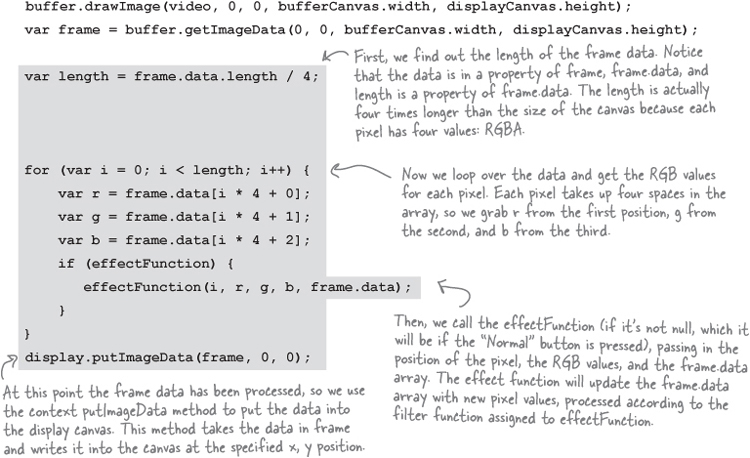 buffer.drawImage(video, 0, 0, bufferCanvas.width, displayCanvas.height);
var frame = buffer.getImageData(0, 0, bufferCanvas.width, displayCanvas.height);
First, we find out the length of the frame data. Notice
that the data is in a property of frame, frame.data, and
length is a property of frame.data. The length is actually
four times longer than the size of the canvas because each
pixel has four values: RGBA.
var length = frame.data.length / 4;
for (var i = 0; i < length; i++) {
var r = frame.data[i * 4 + 0];
var g = frame.data[i * 4 + 1];
var b = frame.data[i * 4 + 2];
if (effectFunction) {
effectFunction(i, r, g, b, frame.data);
}
}
display.putImageData(frame, 0, 0);
Now we loop over the data and get the RGB values
for each pixel. Each pixel takes up four spaces in the
array, so we grab r from the first position, g from
the second, and b from the third.
Then, we call the effectFunction (if it's not null, which it
will be if the "Normal" button is pressed), passing in the
position of the pixel, the RGB values, and the frame.data
array. The effect function will update the frame.data
array with new pixel values, processed according to the
filter function assigned to effectFunction.
At this point the frame data has been processed, so we use
the context putImageData method to put the data into
the display canvas. This method takes the data in frame
and writes it into the canvas at the specified x, y position.